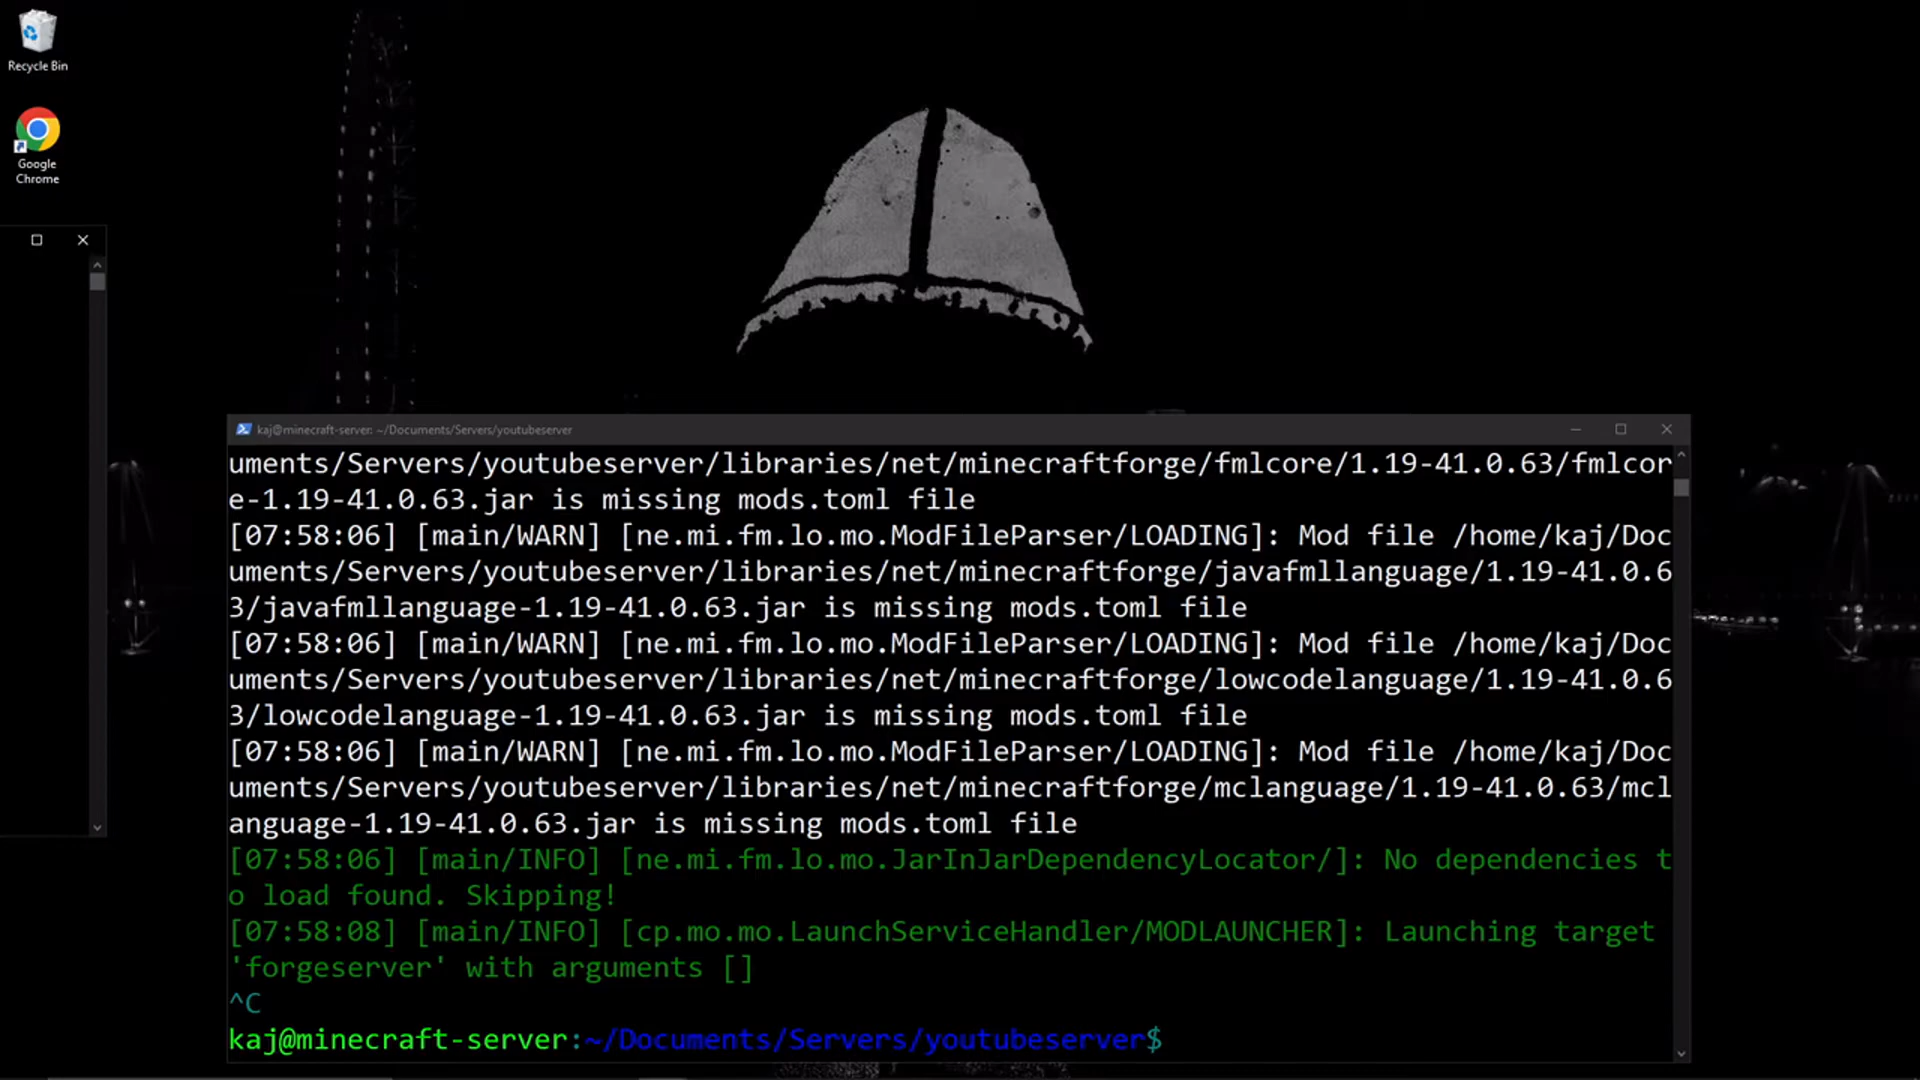 Recycle Bin
Google
Chrome
kaj@minecraft-server: ~/Documents/Servers/youtubeserver
uments/Servers/youtubeserver/libraries/net/minecraftforge/fmlcore/1.19-41.0.63/fmlcor
e-1.19-41.0.63.jar is missing mods.toml file
[07:58:06] [main/WARN] [ne.mi.fm.lo.mo.ModFileParser/LOADING]: Mod file /home/kaj/Doc
uments/Servers/youtubeserver/libraries/net/minecraftforge/javafmllanguage/1.19-41.0.6
3/javafmllanguage-1.19-41.0.63.jar is missing mods.toml file
[07:58:06] [main/WARN] [ne.mi.fm.lo.mo.ModFileParser/LOADING]: Mod file /home/kaj/Doc
uments/Servers/youtubeserver/libraries/net/minecraftforge/lowcodelanguage/1.19-41.0.6
3/lowcodelanguage-1.19-41.0.63.jar is missing mods.toml file
[07:58:06] [main/WARN] [ne.mi.fm.lo.mo.ModFileParser/LOADING]: Mod file /home/kaj/Doc
uments/Servers/youtubeserver/libraries/net/minecraftforge/mclanguage/1.19-41.0.63/mcl
anguage-1.19-41.0.63.jar is missing mods.toml file
[07:58:06] [main/INFO] [ne.mi.fm.lo.mo.JarInJarDependencyLocator/]: No dependencies t
o load found. Skipping!
[07:58:08] [main/INFO] [cp.mo.mo.LaunchServiceHandler/MODLAUNCHER]: Launching target
'forgeserver' with arguments []
^C
kaj@minecraft-server:~/Documents/Servers/youtubeserver$